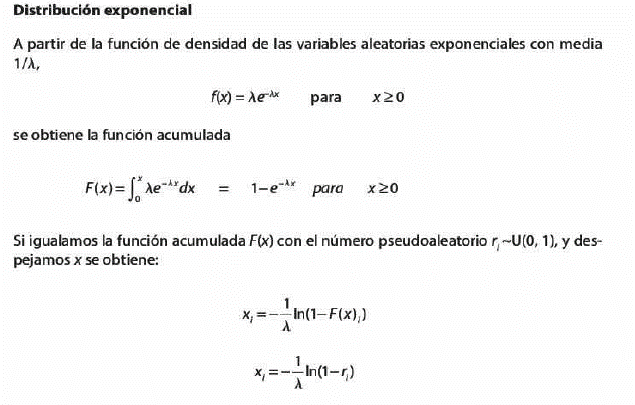 Distribución exponencial
A partir de la función de densidad de las variables aleatorias exponenciales con media
1/λ,
f(x) = λe^{-λx} para x ≥ 0
se obtiene la función acumulada
F(x) = ∫_0^x λe^{-λx}dx = 1-e^{-λx} para x ≥ 0
Si igualamos la función acumulada F(x) con el número pseudoaleatorio r_i ~U(0, 1), y des-
pejamos x se obtiene:
x_i = -\frac{1}{λ}ln(1-F(x)_i)
x_i = -\frac{1}{λ}ln(1-r_i)